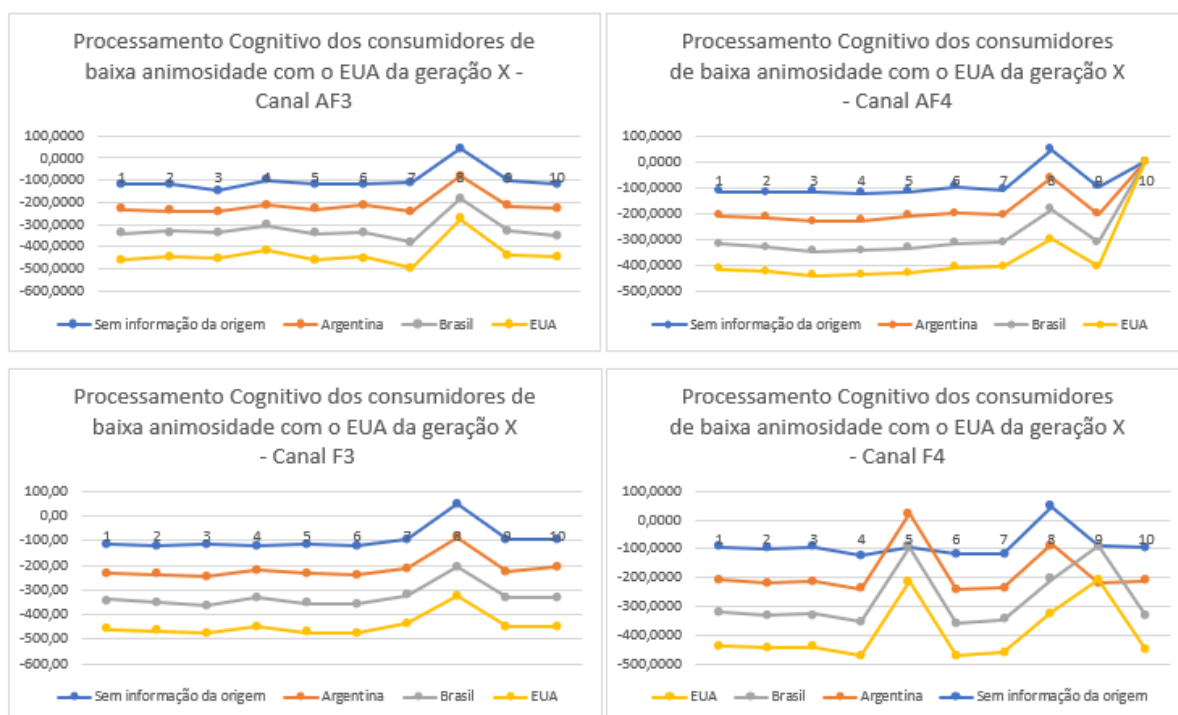 Processamento Cognitivo dos consumidores de
baixa animosidade com o EUA da geração X -
Canal AF3
100,0000
0,0000
-100,0000
-200,0000
-300,0000
-400,0000
-500,0000
-600,0000
1 2 3 4 5 6 7 8 9 10
Sem informação da origem Argentina Brasil EUA
Processamento Cognitivo dos consumidores
de baixa animosidade com o EUA da geração X
- Canal AF4
100,0000
0,0000
-100,0000
-200,0000
-300,0000
-400,0000
-500,0000
1 2 3 4 5 6 7 8 9 10
Sem informação da origem Argentina Brasil EUA
Processamento Cognitivo dos consumidores de
baixa animosidade com o EUA da geração X
- Canal F3
100,00
0,00
-100,00
-200,00
-300,00
-400,00
-500,00
-600,00
1 2 3 4 5 6 7 8 9 10
Sem informação da origem Argentina Brasil EUA
Processamento Cognitivo dos consumidores
de baixa animosidade com o EUA da geração X
- Canal F4
100,0000
0,0000
-100,0000
-200,0000
-300,0000
-400,0000
-500,0000
1 2 3 4 5 6 7 8 9 10
EUA Brasil Argentina Sem informação da origem